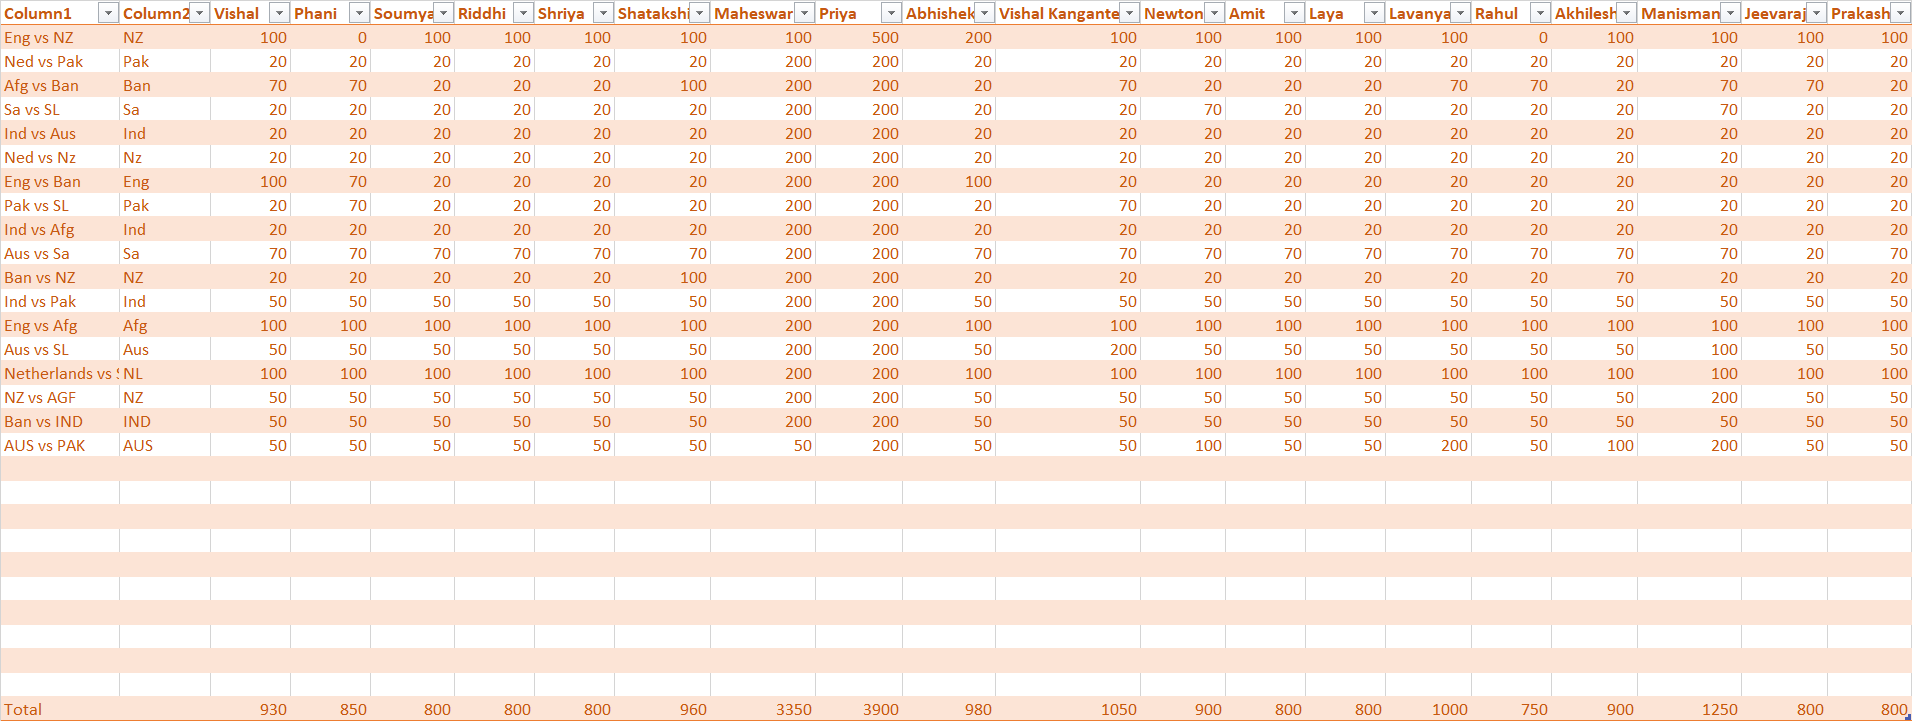 Column1 Column2 Vishal Phani Soumya Riddhi Shriya Shatakshi Maheswar Priya Abhishek Vishal Kangante Newton Amit Laya Lavanya Rahul Akhilesh Manisman Jeevaraj Prakash
Eng vs NZ NZ 100 0 100 100 100 100 100 500 200 100 100 100 100 100 0 100 100 100 100
Ned vs Pak Pak 20 20 20 20 20 20 200 200 20 20 20 20 20 20 20 20 20 20 20
Afg vs Ban Ban 70 70 20 20 20 100 200 200 20 70 20 20 20 70 70 20 70 70 20
Sa vs SL Sa 20 20 20 20 20 20 200 200 20 20 70 20 20 20 20 20 70 20 20
Ind vs Aus Ind 20 20 20 20 20 20 200 200 20 20 20 20 20 20 20 20 20 20 20
Ned vs Nz Nz 20 20 20 20 20 20 200 200 20 20 20 20 20 20 20 20 20 20 20
Eng vs Ban Eng 100 70 20 20 20 20 200 200 100 20 20 20 20 20 20 20 20 20 20
Pak vs SL Pak 20 70 20 20 20 20 200 200 20 70 20 20 20 20 20 20 20 20 20
Ind vs Afg Ind 20 20 20 20 20 20 200 200 20 20 20 20 20 20 20 20 20 20 20
Aus vs Sa Sa 70 70 70 70 70 70 200 200 70 70 70 70 70 70 70 70 70 20 70
Ban vs NZ NZ 20 20 20 20 20 100 200 200 20 20 20 20 20 20 20 70 20 20 20
Ind vs Pak Ind 50 50 50 50 50 50 200 200 50 50 50 50 50 50 50 50 50 50 50
Eng vs Afg Afg 100 100 100 100 100 100 200 200 100 100 100 100 100 100 100 100 100 100 100
Aus vs SL Aus 50 50 50 50 50 50 200 200 50 200 50 50 50 50 50 50 100 50 50
Netherlands vs NL 100 100 100 100 100 100 200 200 100 100 100 100 100 100 100 100 100 100 100
NZ vs AGF NZ 50 50 50 50 50 50 200 200 50 50 50 50 50 50 50 50 200 50 50
Ban vs IND IND 50 50 50 50 50 50 200 200 50 50 50 50 50 50 50 50 50 50 50
AUS vs PAK AUS 50 50 50 50 50 50 50 200 50 50 100 50 50 200 50 100 200 50 50
Total 930 850 800 800 800 960 3350 3900 980 1050 900 800 800 1000 750 900 1250 800 800